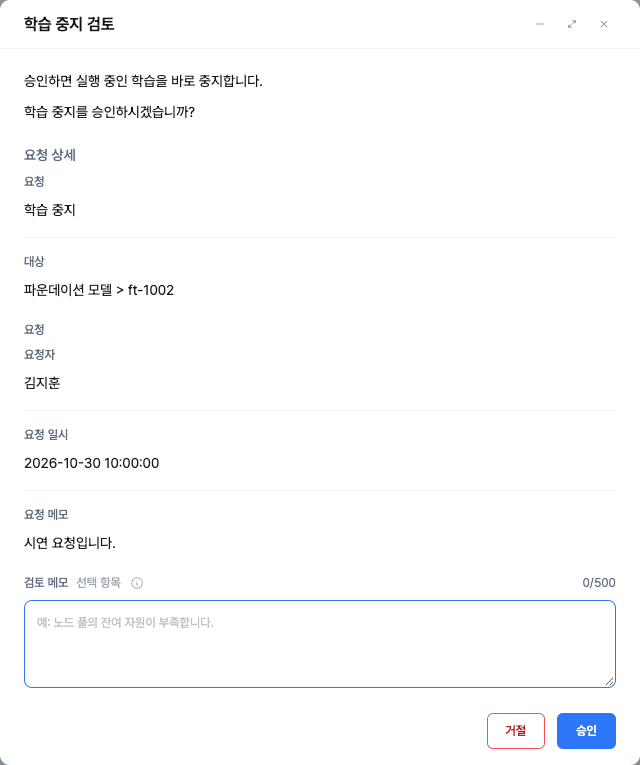 학습 중지 검토
승인하면 실행 중인 학습을 바로 중지합니다.
학습 중지를 승인하시겠습니까?
요청 상세
요청
학습 중지
대상
파운데이션 모델 > ft-1002
요청
요청자
김지훈
요청 일시
2026-10-30 10:00:00
요청 메모
시연 요청입니다.
검토 메모 선택 항목 0/500
예: 노드 풀의 잔여 자원이 부족합니다.
거절 승인